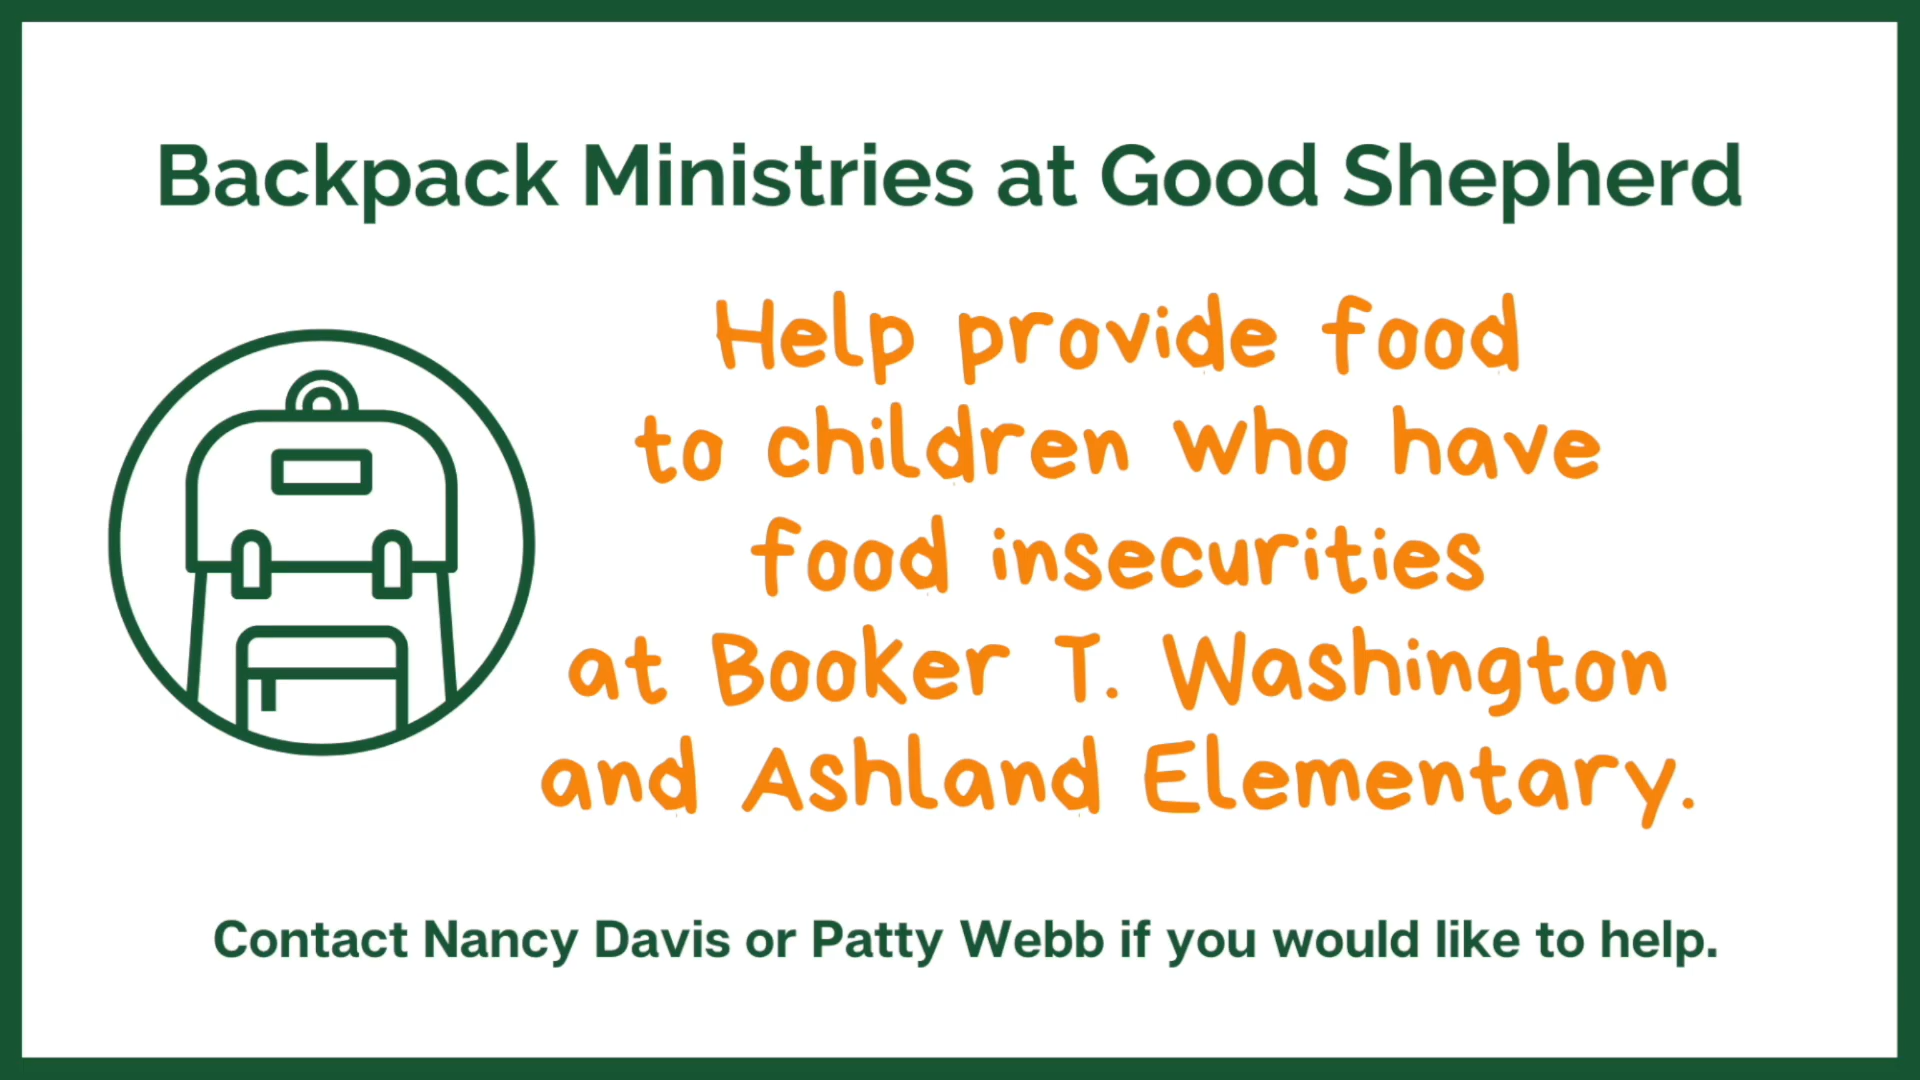 Backpack Ministries at Good Shepherd
Help provide food
to children who have
food insecurities
at Booker T. Washington
and Ashland Elementary.
Contact Nancy Davis or Patty Webb if you would like to help.